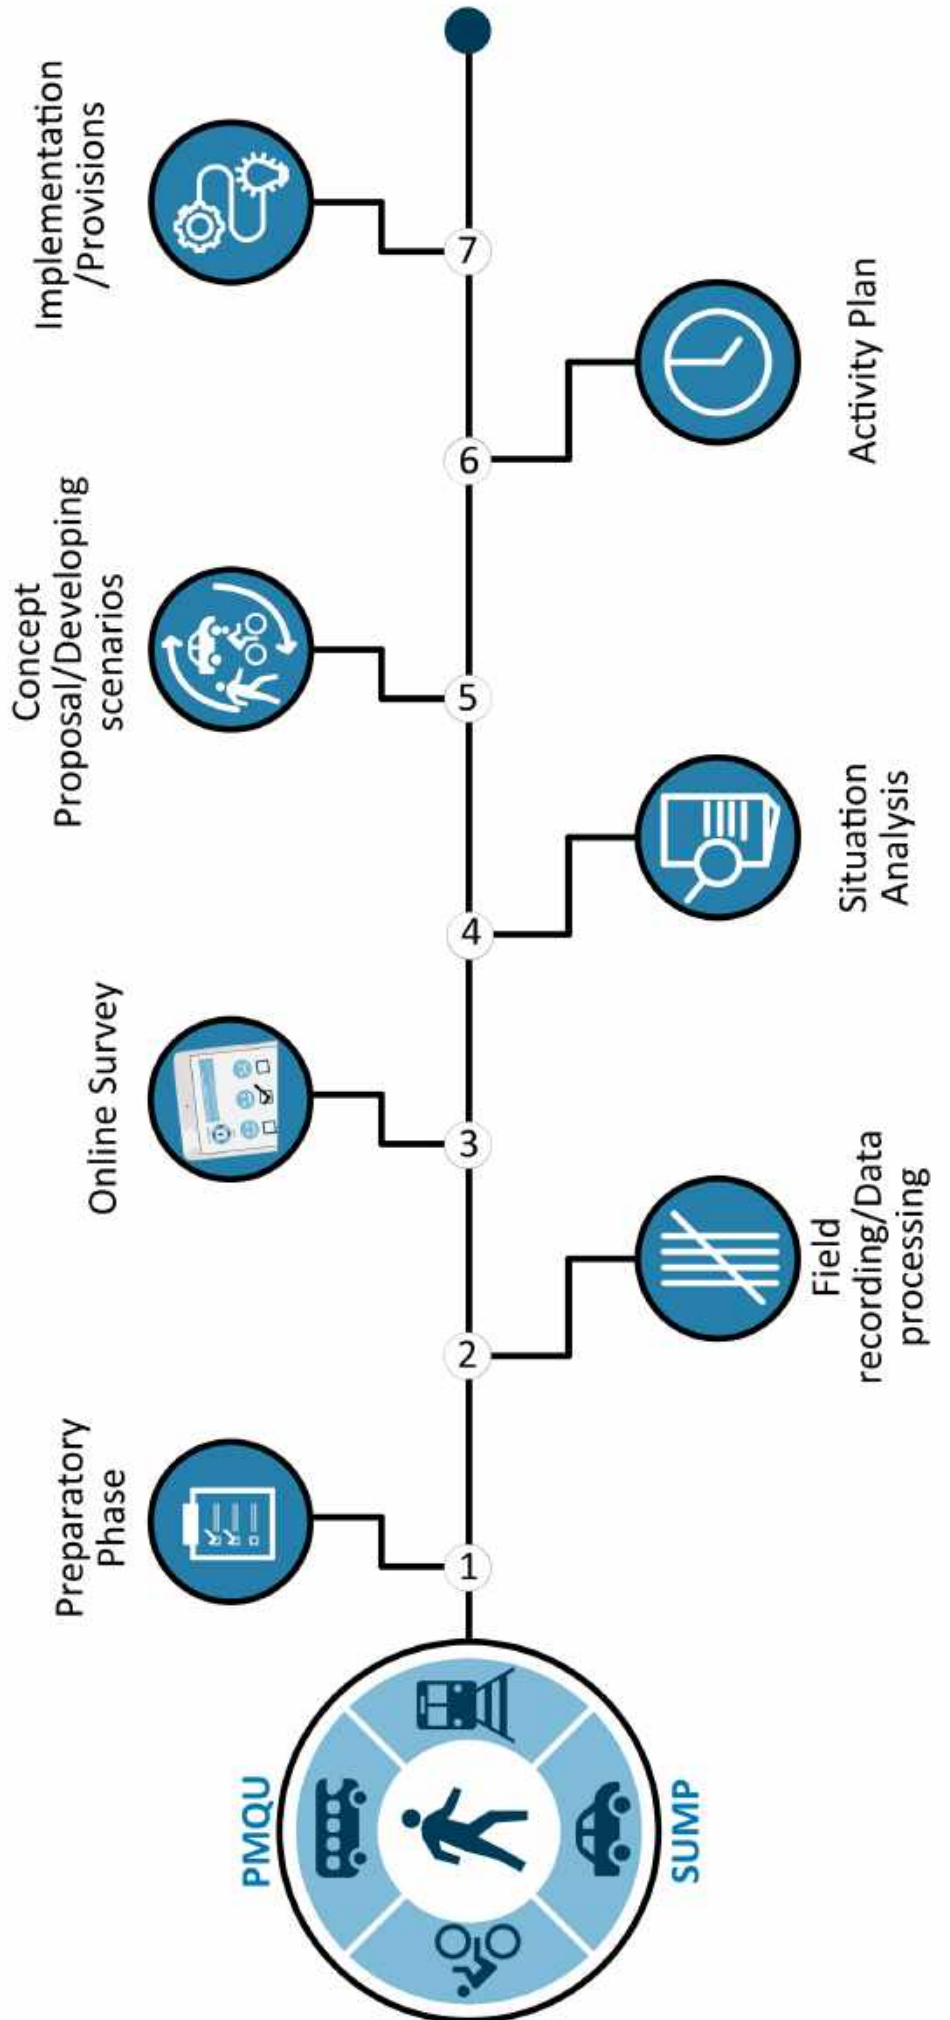 PMQU
SUMP
1
Preparatory
Phase
2
Field
recording/Data
processing
3
Online Survey
4
Situation
Analysis
5
Concept
Proposal/Developing
scenarios
6
Activity Plan
7
Implementation
/Provisions